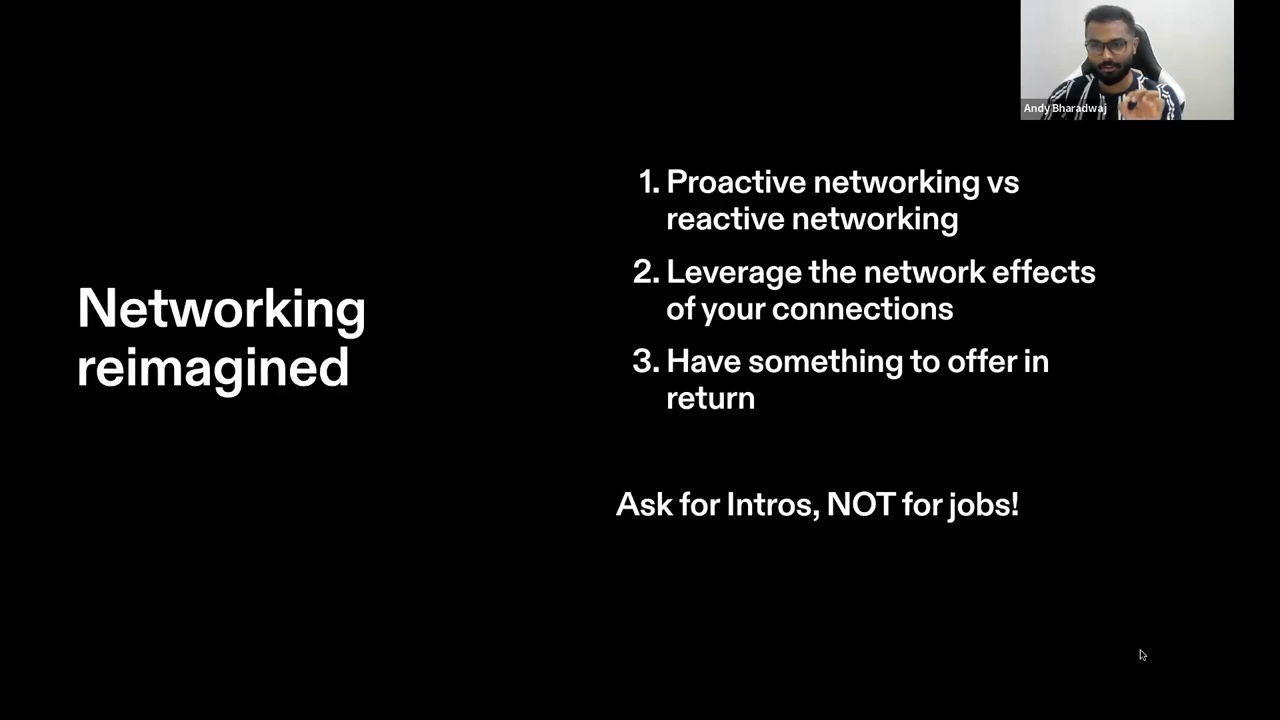 Andy Bharadwaj
Networking
reimagined
1. Proactive networking vs
reactive networking
2. Leverage the network effects
of your connections
3. Have something to offer in
return
Ask for Intros, NOT for jobs!